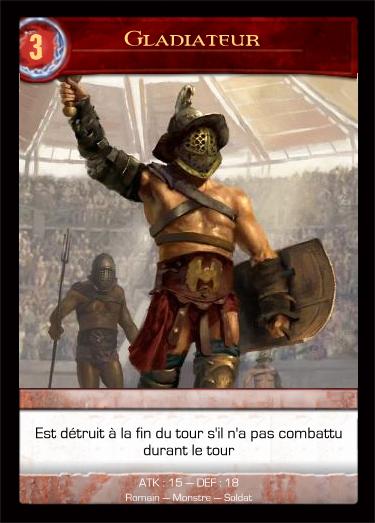 3
Gladiateur
Est détruit à la fin du tour s'il n'a pas combattu
durant le tour
ATK : 15 — DEF : 18
Romain — Monstre — Soldat